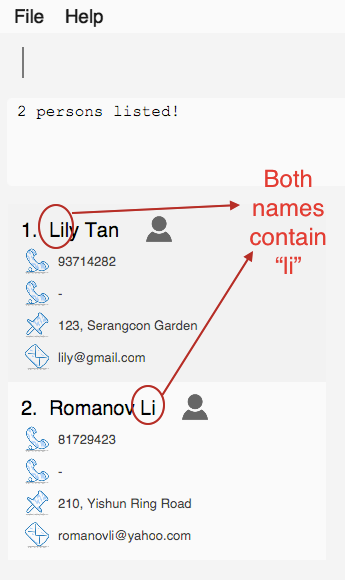 File Help
2 persons listed!
Both
names
contain
“li”
1. Lily Tan
93714282
-
123, Serangoon Garden
lily@gmail.com
2. Romanov Li
81729423
-
210, Yishun Ring Road
romanovli@yahoo.com